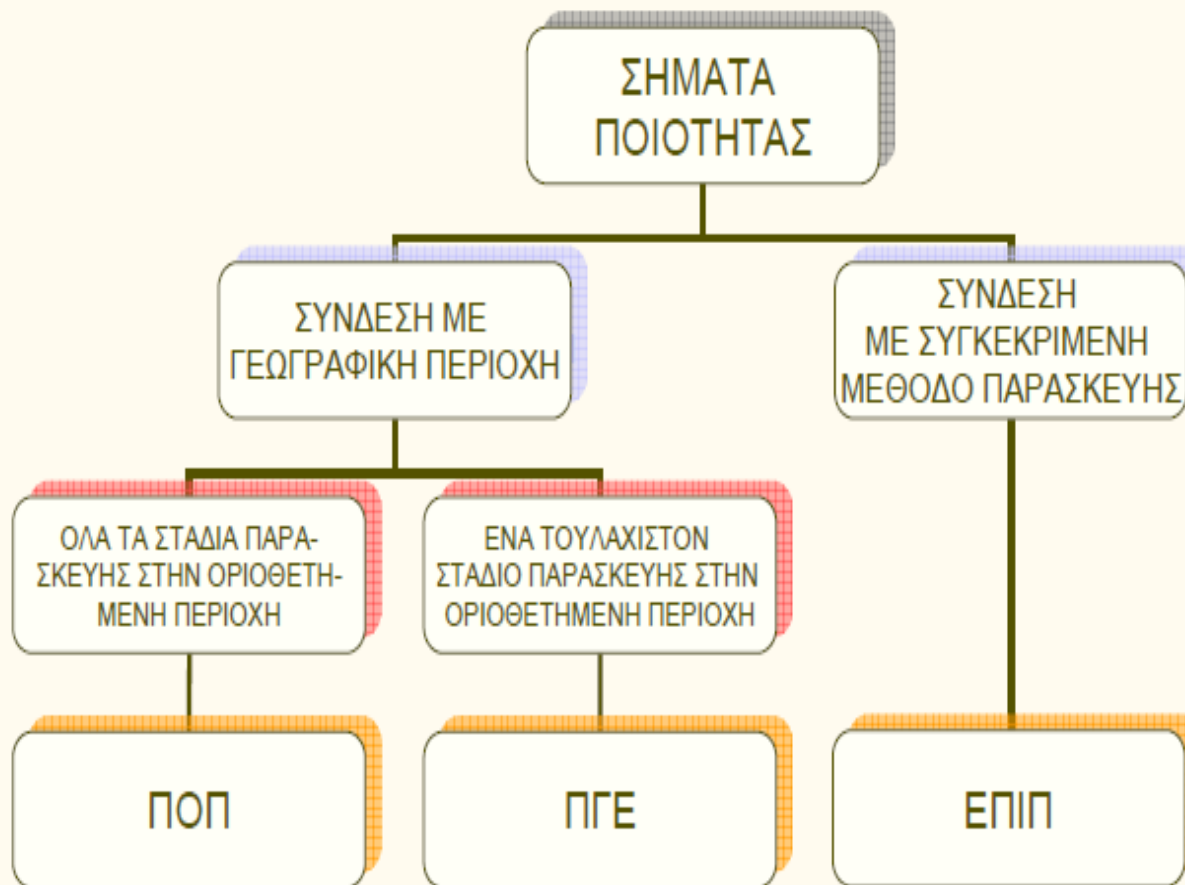 ΣΗΜΑΤΑ
ΠΟΙΟΤΗΤΑΣ
ΣΥΝΔΕΣΗ ΜΕ
ΓΕΩΓΡΑΦΙΚΗ ΠΕΡΙΟΧΗ
ΣΥΝΔΕΣΗ
ΜΕ ΣΥΓΚΕΚΡΙΜΕΝΗ
ΜΕΘΟΔΟ ΠΑΡΑΣΚΕΥΗΣ
ΟΛΑ ΤΑ ΣΤΑΔΙΑ ΠΑΡΑ-
ΣΚΕΥΗΣ ΣΤΗΝ ΟΡΙΟΘΕΤΗ-
ΜΕΝΗ ΠΕΡΙΟΧΗ
ΕΝΑ ΤΟΥΛΑΧΙΣΤΟΝ
ΣΤΑΔΙΟ ΠΑΡΑΣΚΕΥΗΣ ΣΤΗΝ
ΟΡΙΟΘΕΤΗΜΕΝΗ ΠΕΡΙΟΧΗ
ΠΟΠ
ΠΓΕ
ΕΠΙΠ